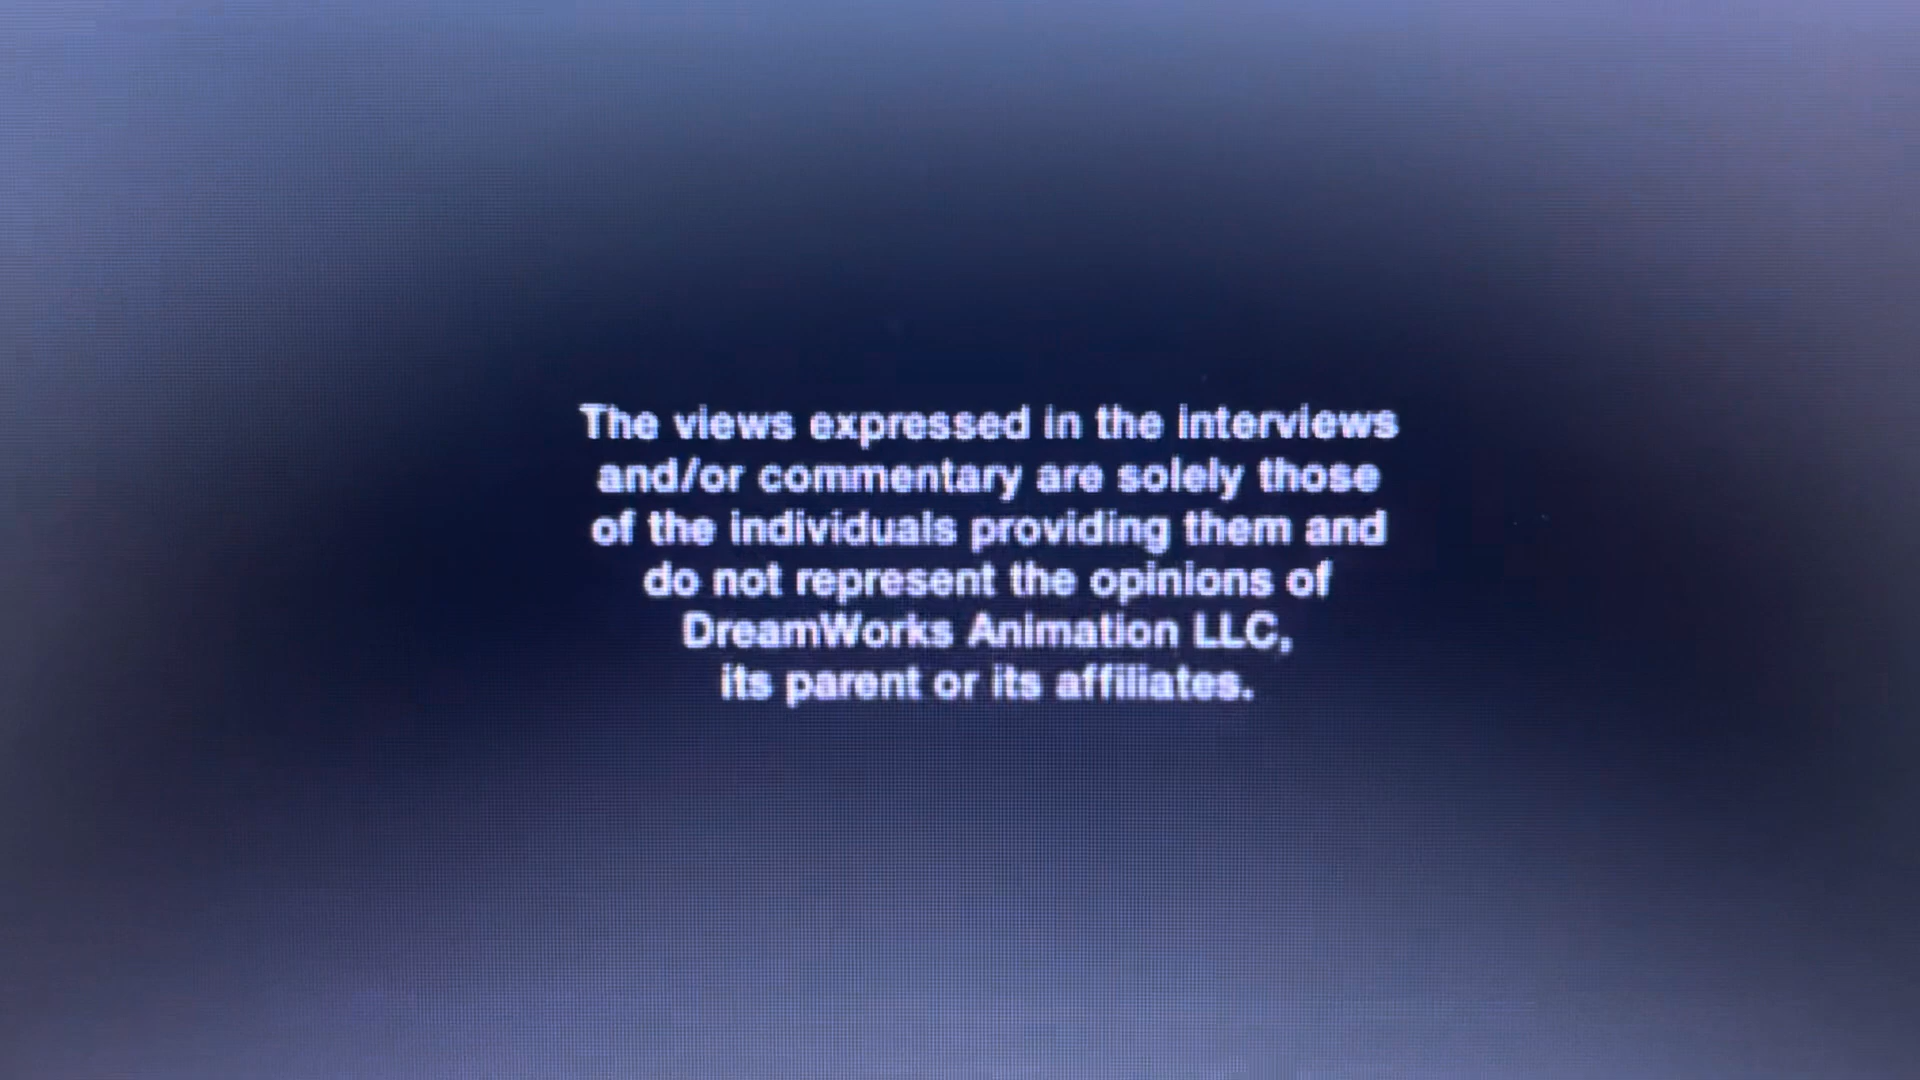 The views expressed in the interviews
and/or commentary are solely those
of the individuals providing them and
do not represent the opinions of
DreamWorks Animation LLC,
its parent or its affiliates.